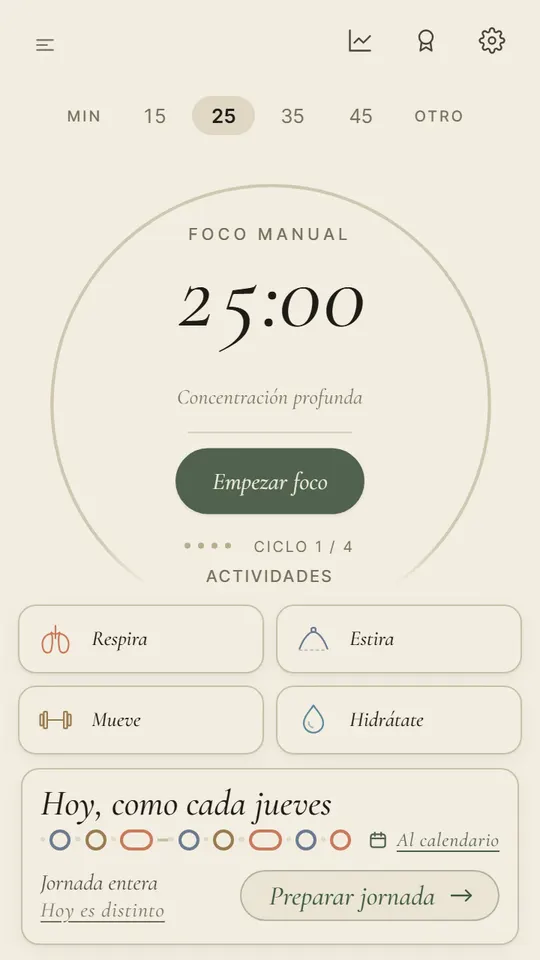 MIN 15 25 35 45 OTRO
FOCO MANUAL
25:00
Concentración profunda
Empezar foco
CICLO 1 / 4
ACTIVIDADES
Respira
Estira
Mueve
Hidrátate
Hoy, como cada jueves
Al calendario
Jornada entera
Hoy es distinto
Preparar jornada →